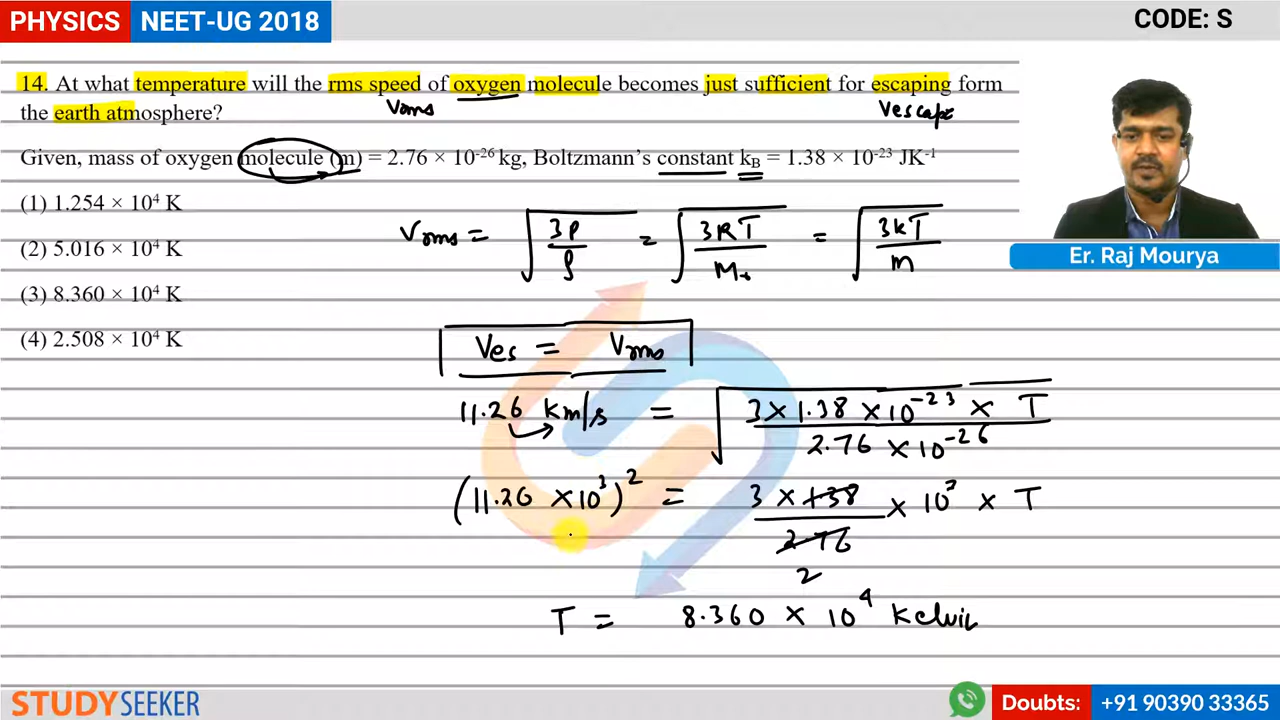 PHYSICS NEET-UG 2018
CODE: S
14. At what temperature will the rms speed of oxygen molecule becomes just sufficient for escaping form
the earth atmosphere?
Vrms Vescape
Given, mass of oxygen molecule (m) = 2.76 × 10⁻²⁶ kg, Boltzmann's constant k_B = 1.38 × 10⁻²³ JK⁻¹
(1) 1.254 × 10⁴ K
(2) 5.016 × 10⁴ K
(3) 8.360 × 10⁴ K
(4) 2.508 × 10⁴ K
Er. Raj Mourya
Vrms = √(3P/ρ) = √(3RT/M₊) = √(3kT/m)
Ves = Vrms
11.26 km/s = √(3 × 1.38 × 10⁻²³ × T / 2.76 × 10⁻²⁶)
(11.26 × 10³)² = 3 × 1.38 / 2.76 × 10³ × T
2
T = 8.360 × 10⁴ Kelvin
STUDY SEEKER
Doubts: +91 90390 33365